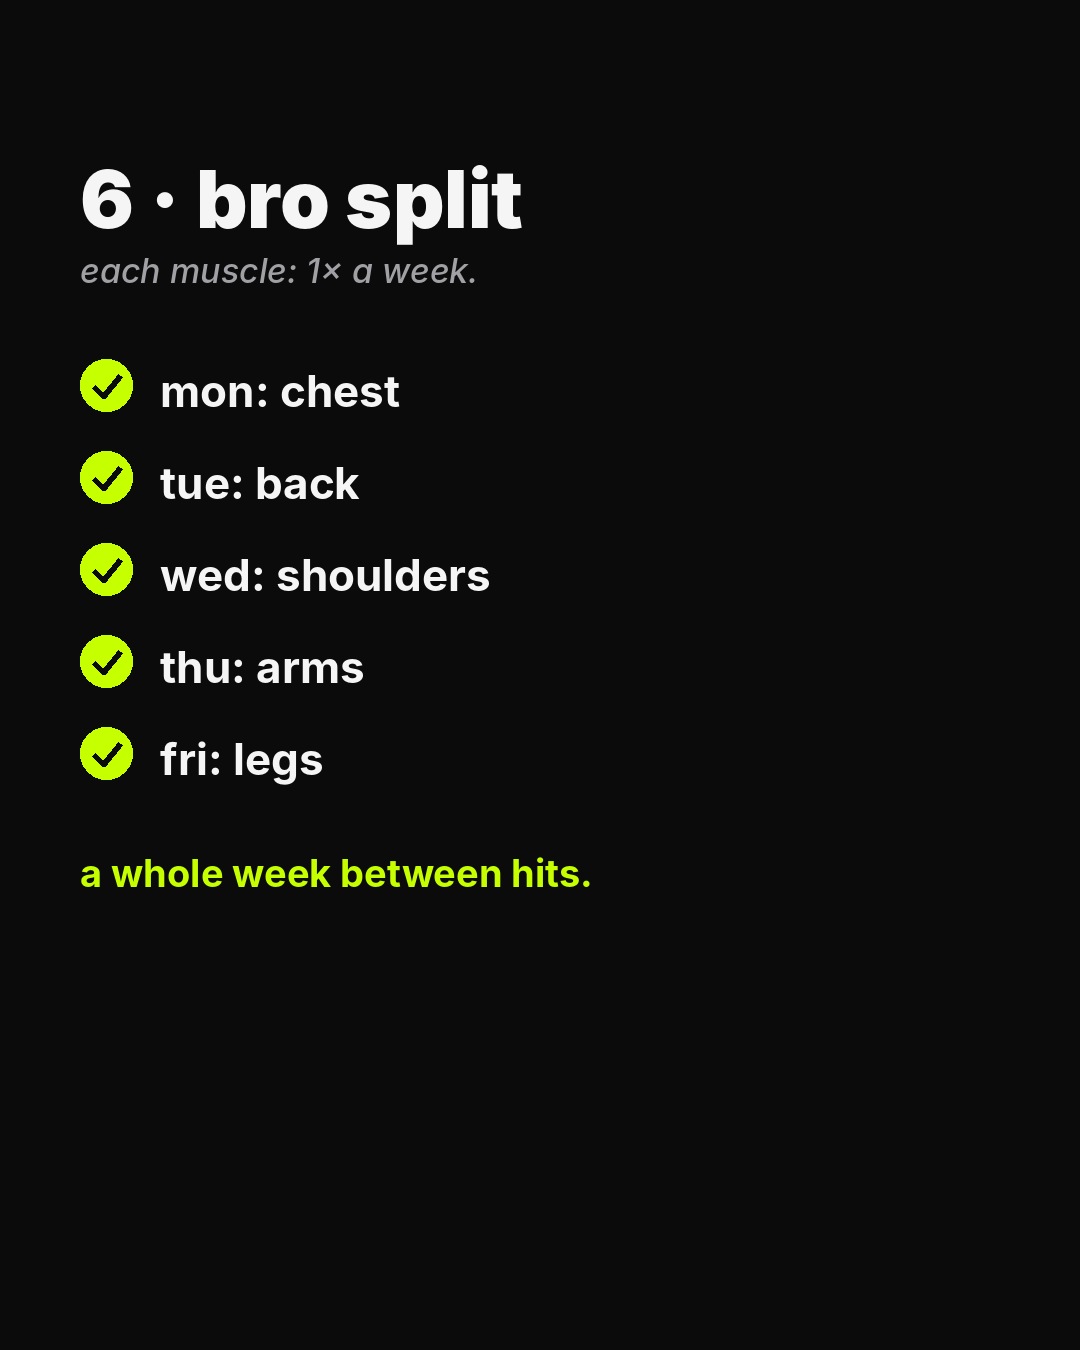 6 · bro split
each muscle: 1× a week.
mon: chest
tue: back
wed: shoulders
thu: arms
fri: legs
a whole week between hits.